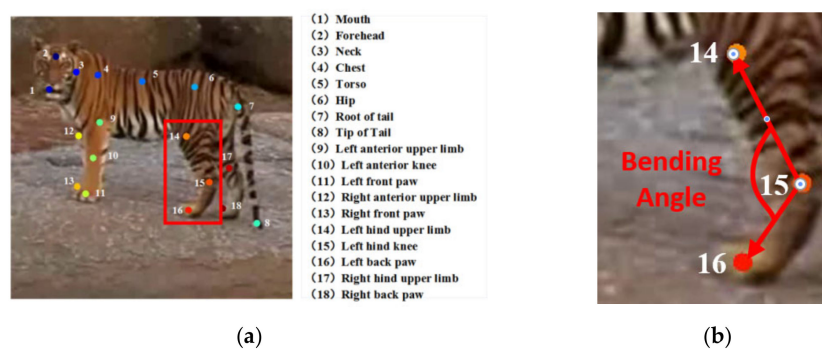 2
3
4
5
6
1
7
9
12
14
10
17
13
15
11
16
18
8
（1）Mouth
（2）Forehead
（3）Neck
（4）Chest
（5）Torso
（6）Hip
（7）Root of tail
（8）Tip of Tail
（9）Left anterior upper limb
（10）Left anterior knee
（11）Left front paw
（12）Right anterior upper limb
（13）Right front paw
（14）Left hind upper limb
（15）Left hind knee
（16）Left back paw
（17）Right hind upper limb
（18）Right back paw
(a)
14
Bending
Angle
15
16
(b)